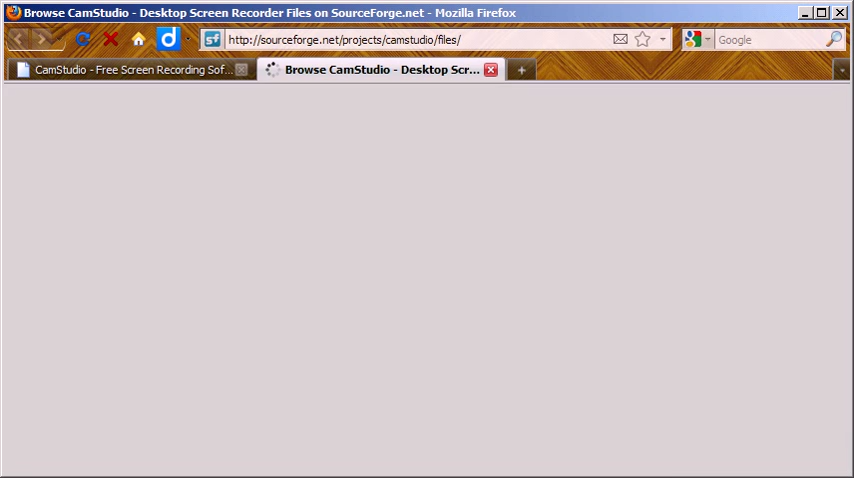 Browse CamStudio - Desktop Screen Recorder Files on SourceForge.net - Mozilla Firefox
d sf http://sourceforge.net/projects/camstudio/files/ Google
CamStudio - Free Screen Recording Sof... Browse CamStudio - Desktop Scr...